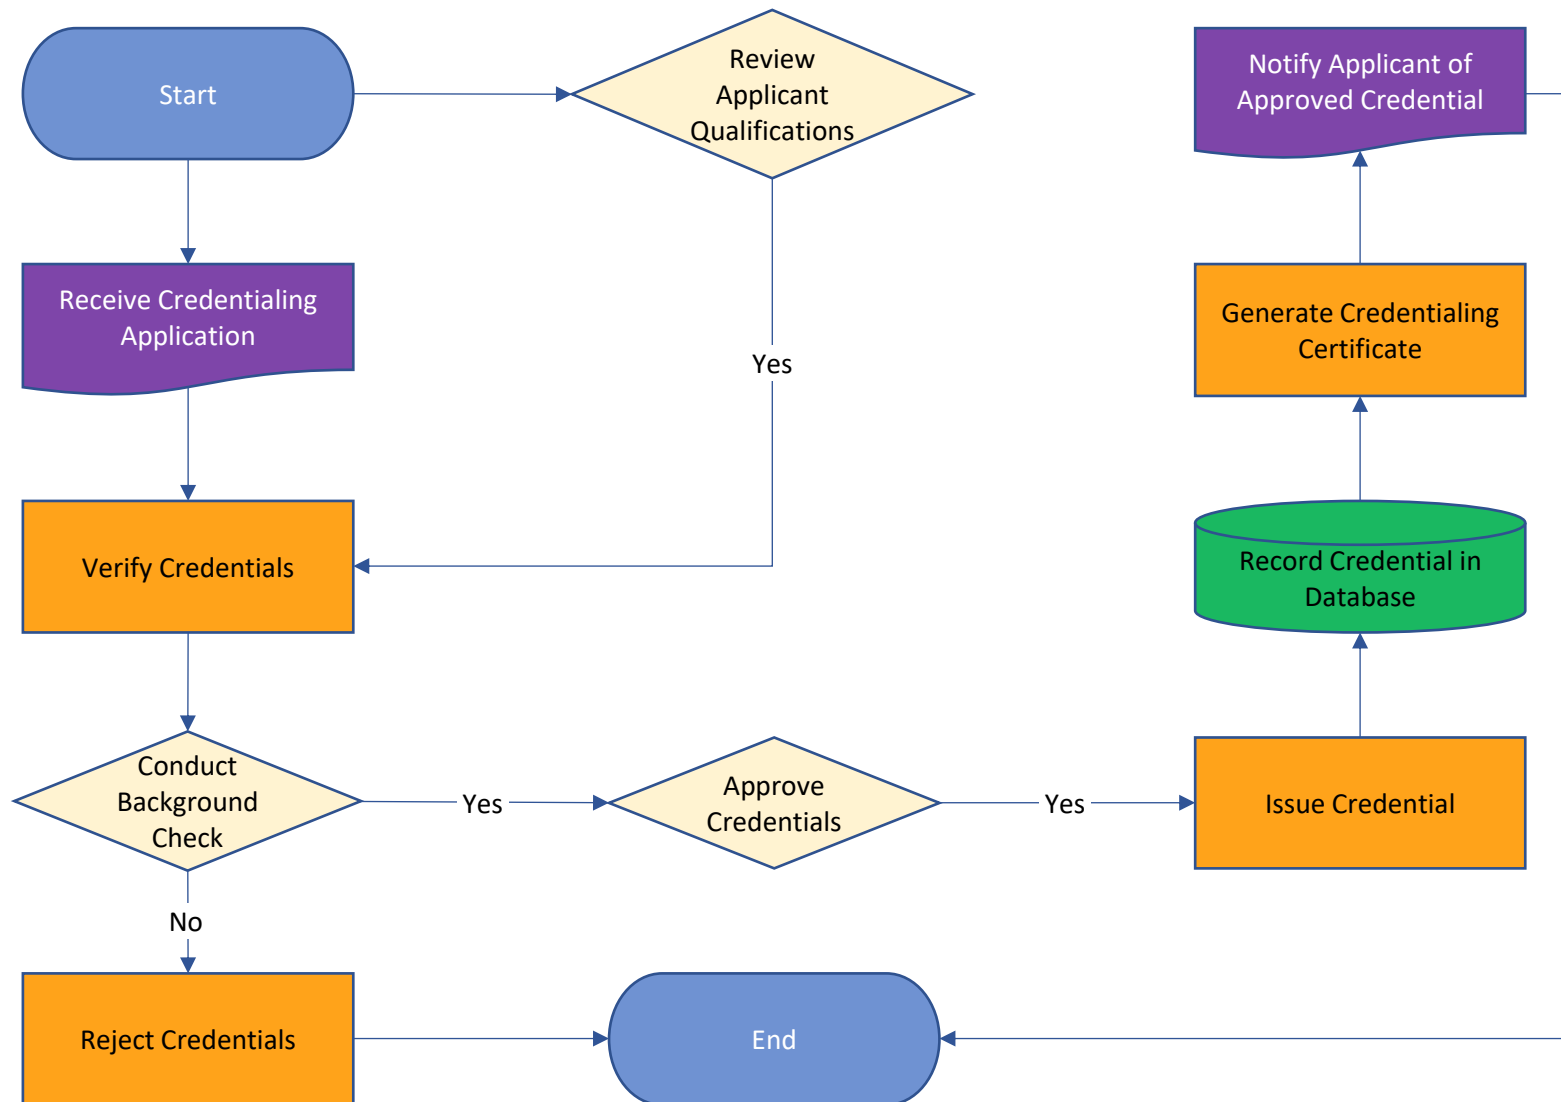 Start
Review
Applicant
Qualifications
Notify Applicant of
Approved Credential
Receive Credentialing
Application
Yes
Generate Credentialing
Certificate
Verify Credentials
Record Credential in
Database
Conduct
Background
Check
Yes
Approve
Credentials
Yes
Issue Credential
No
Reject Credentials
End